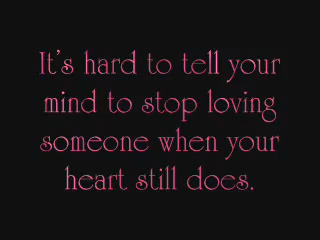 It's hard to tell your
mind to stop loving
someone when your
heart still does.